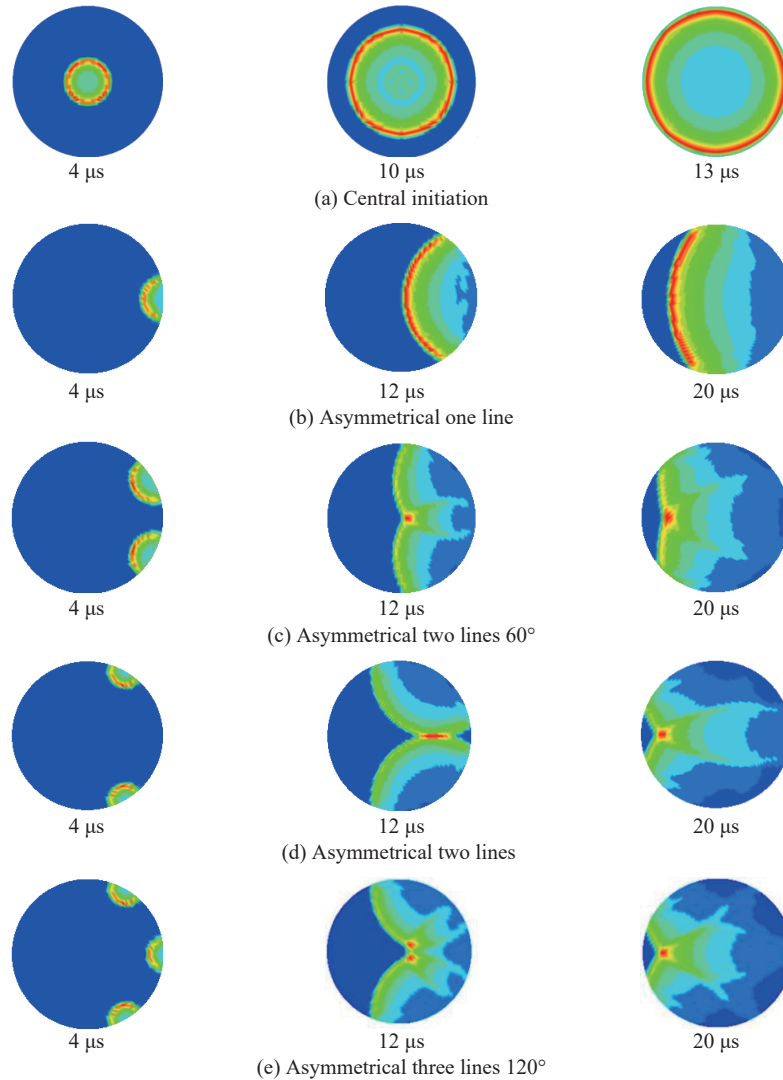 4 μs 10 μs 13 μs
(a) Central initiation
4 μs 12 μs 20 μs
(b) Asymmetrical one line
4 μs 12 μs 20 μs
(c) Asymmetrical two lines 60°
4 μs 12 μs 20 μs
(d) Asymmetrical two lines
4 μs 12 μs 20 μs
(e) Asymmetrical three lines 120°